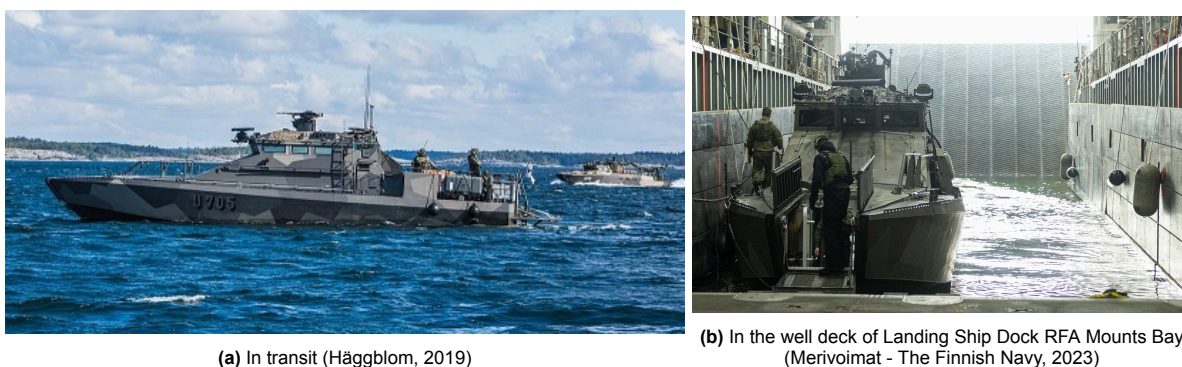 U705
(a) In transit (Häggblom, 2019)
(b) In the well deck of Landing Ship Dock RFA Mounts Bay
(Merivoimat - The Finnish Navy, 2023)